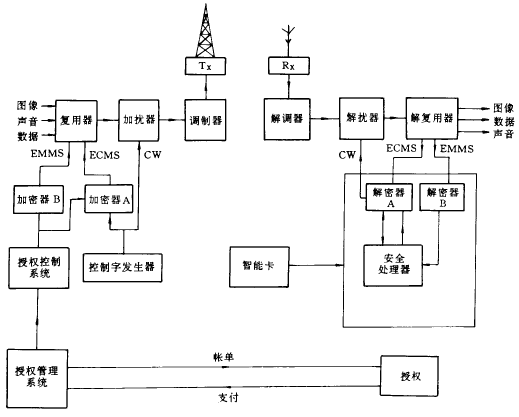 Tx
Rx
图像
声音
数据
复用器
加扰器
调制器
解调器
解扰器
解复用器
图像
数据
声音
EMMS
ECMS
CW
CW
ECMS
EMMS
加密器B
加密器A
解密器
A
解密器
B
授权控制
系统
控制字发生器
智能卡
安全
处理器
授权管理
系统
帐单
支付
授权